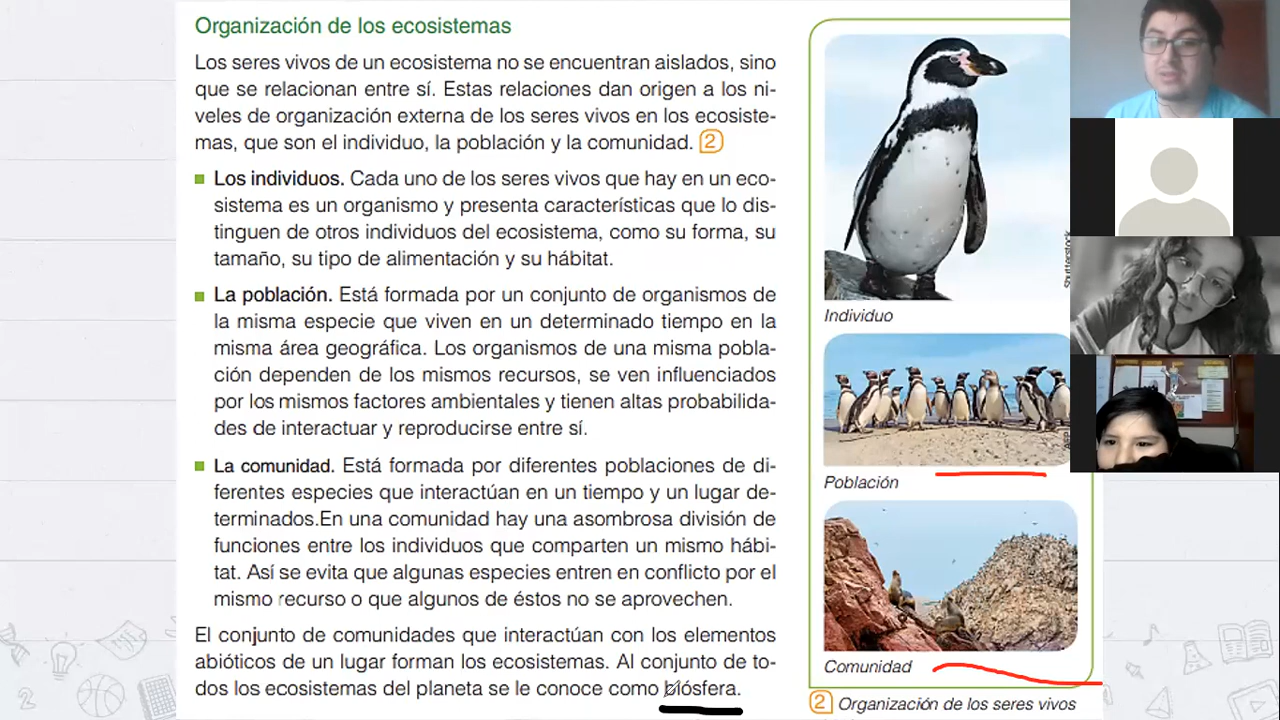 Organización de los ecosistemas
Los seres vivos de un ecosistema no se encuentran aislados, sino
que se relacionan entre sí. Estas relaciones dan origen a los ni-
veles de organización externa de los seres vivos en los ecosiste-
mas, que son el individuo, la población y la comunidad. 2
Los individuos. Cada uno de los seres vivos que hay en un eco-
sistema es un organismo y presenta características que lo dis-
tinguen de otros individuos del ecosistema, como su forma, su
tamaño, su tipo de alimentación y su hábitat.
La población. Está formada por un conjunto de organismos de
la misma especie que viven en un determinado tiempo en la
misma área geográfica. Los organismos de una misma pobla-
ción dependen de los mismos recursos, se ven influenciados
por los mismos factores ambientales y tienen altas probabilida-
des de interactuar y reproducirse entre sí.
La comunidad. Está formada por diferentes poblaciones de di-
ferentes especies que interactúan en un tiempo y un lugar de-
terminados.En una comunidad hay una asombrosa división de
funciones entre los individuos que comparten un mismo hábi-
tat. Así se evita que algunas especies entren en conflicto por el
mismo recurso o que algunos de éstos no se aprovechen.
El conjunto de comunidades que interactúan con los elementos
abióticos de un lugar forman los ecosistemas. Al conjunto de to-
dos los ecosistemas del planeta se le conoce como biósfera.
Shutterstock
Individuo
Población
Comunidad
2 Organización de los seres vivos